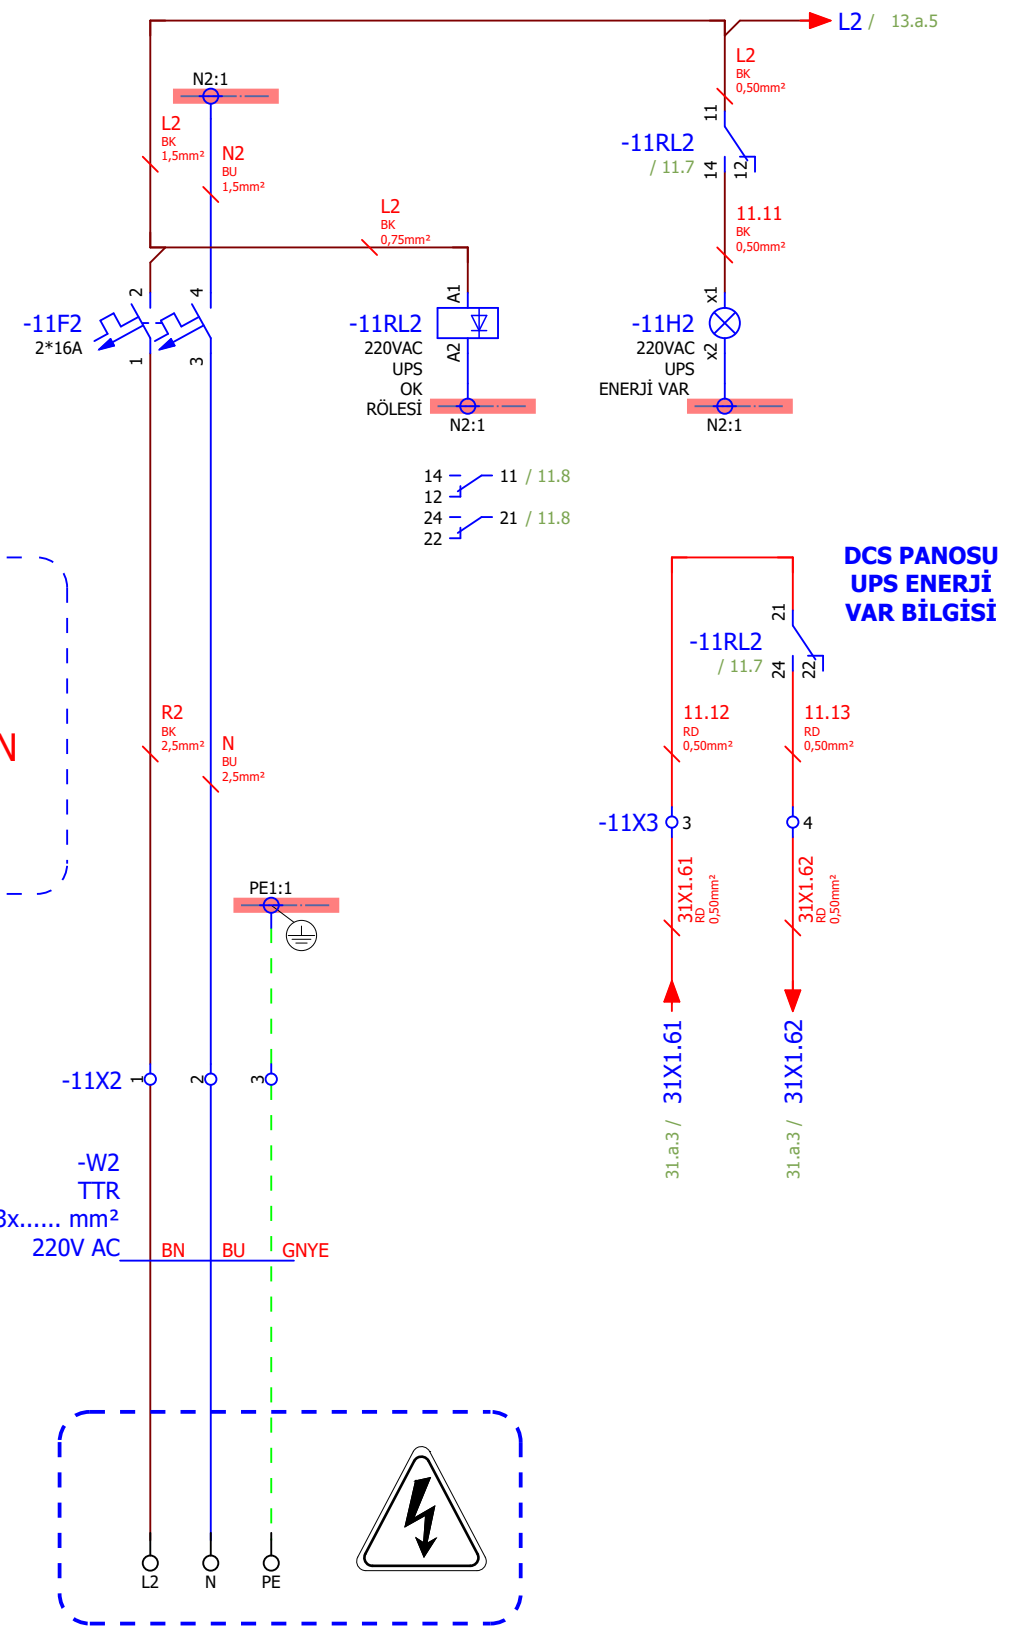 L2 / 13.a.5
N2:1
L2
BK
1,5mm²
N2
BU
1,5mm²
L2
BK
0,75mm²
L2
BK
0,50mm²
11
-11RL2
/ 11.7
14
12
11.11
BK
0,50mm²
2
4
-11F2
2*16A
1
3
A1
-11RL2
220VAC
UPS
OK
RÖLESİ
A2
N2:1
x1
-11H2
220VAC
UPS
ENERJİ VAR
x2
N2:1
14 11 / 11.8
12
24 21 / 11.8
22
DCS PANOSU
UPS ENERJİ
VAR BİLGİSİ
21
-11RL2
/ 11.7
24
22
N
R2
BK
2,5mm²
N
BU
2,5mm²
11.12
RD
0,50mm²
11.13
RD
0,50mm²
-11X3
3
4
31X1.61
RD
0,50mm²
31X1.62
RD
0,50mm²
PE1:1
31.a.3 / 31X1.61
31.a.3 / 31X1.62
-11X2
1
2
3
-W2
TTR
3x...... mm²
220V AC
BN
BU
GNYE
L2
N
PE